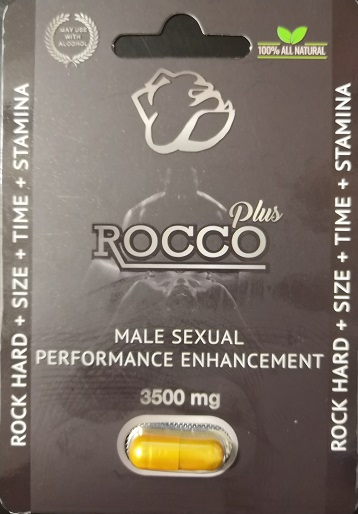 MAY USE
WITH
ALCOHOL
100% ALL NATURAL
ROCK HARD + SIZE + TIME + STAMINA
Plus
ROCCO
MALE SEXUAL
PERFORMANCE ENHANCEMENT
3500 mg
ROCK HARD + SIZE + TIME + STAMINA